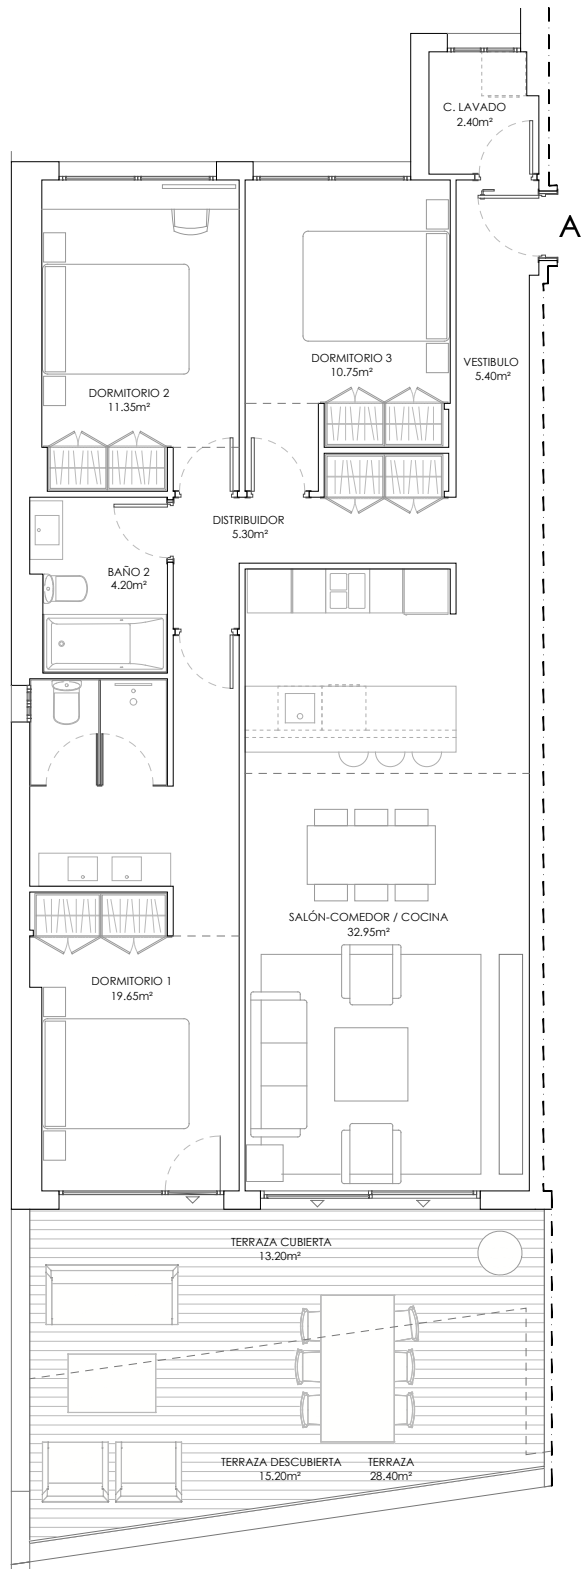 C. LAVADO
2.40m²
A
DORMITORIO 3
10.75m²
VESTIBULO
5.40m²
DORMITORIO 2
11.35m²
DISTRIBUIDOR
5.30m²
BAÑO 2
4.20m²
SALÓN-COMEDOR / COCINA
32.95m²
DORMITORIO 1
19.65m²
TERRAZA CUBIERTA
13.20m²
TERRAZA DESCUBIERTA
15.20m²
TERRAZA
28.40m²